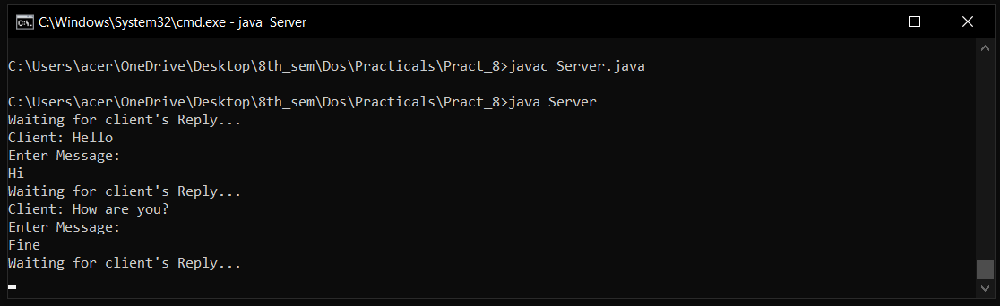 C:\Windows\System32\cmd.exe - java  Server
C:\Users\acer\OneDrive\Desktop\8th_sem\Dos\Practicals\Pract_8>javac Server.java
C:\Users\acer\OneDrive\Desktop\8th_sem\Dos\Practicals\Pract_8>java Server
Waiting for client's Reply...
Client: Hello
Enter Message:
Hi
Waiting for client's Reply...
Client: How are you?
Enter Message:
Fine
Waiting for client's Reply...